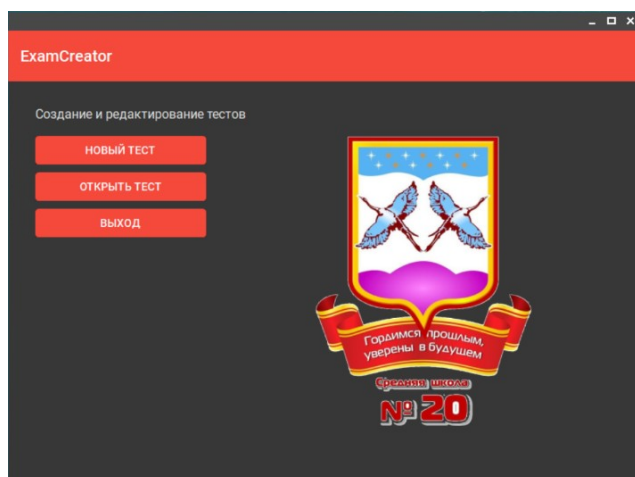 ExamCreator
Создание и редактирование тестов
НОВЫЙ ТЕСТ
ОТКРЫТЬ ТЕСТ
ВЫХОД
Гордимся прошлым,
уверены в будущем
Средняя школа
№ 20